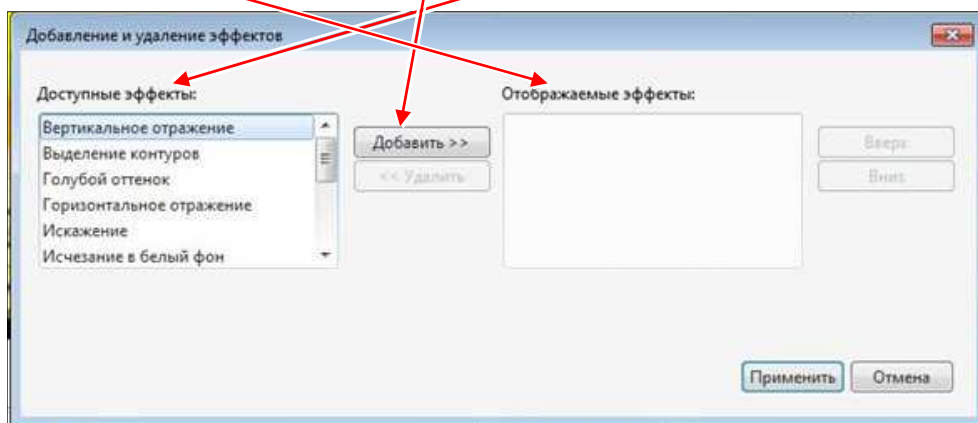 Добавление и удаление эффектов
Доступные эффекты:
Отображаемые эффекты:
Вертикальное отражение
Выделение контуров
Голубой оттенок
Горизонтальное отражение
Искажение
Исчезание в белый фон
Добавить >>
<< Удалить
Вверх
Вниз
Применить
Отмена